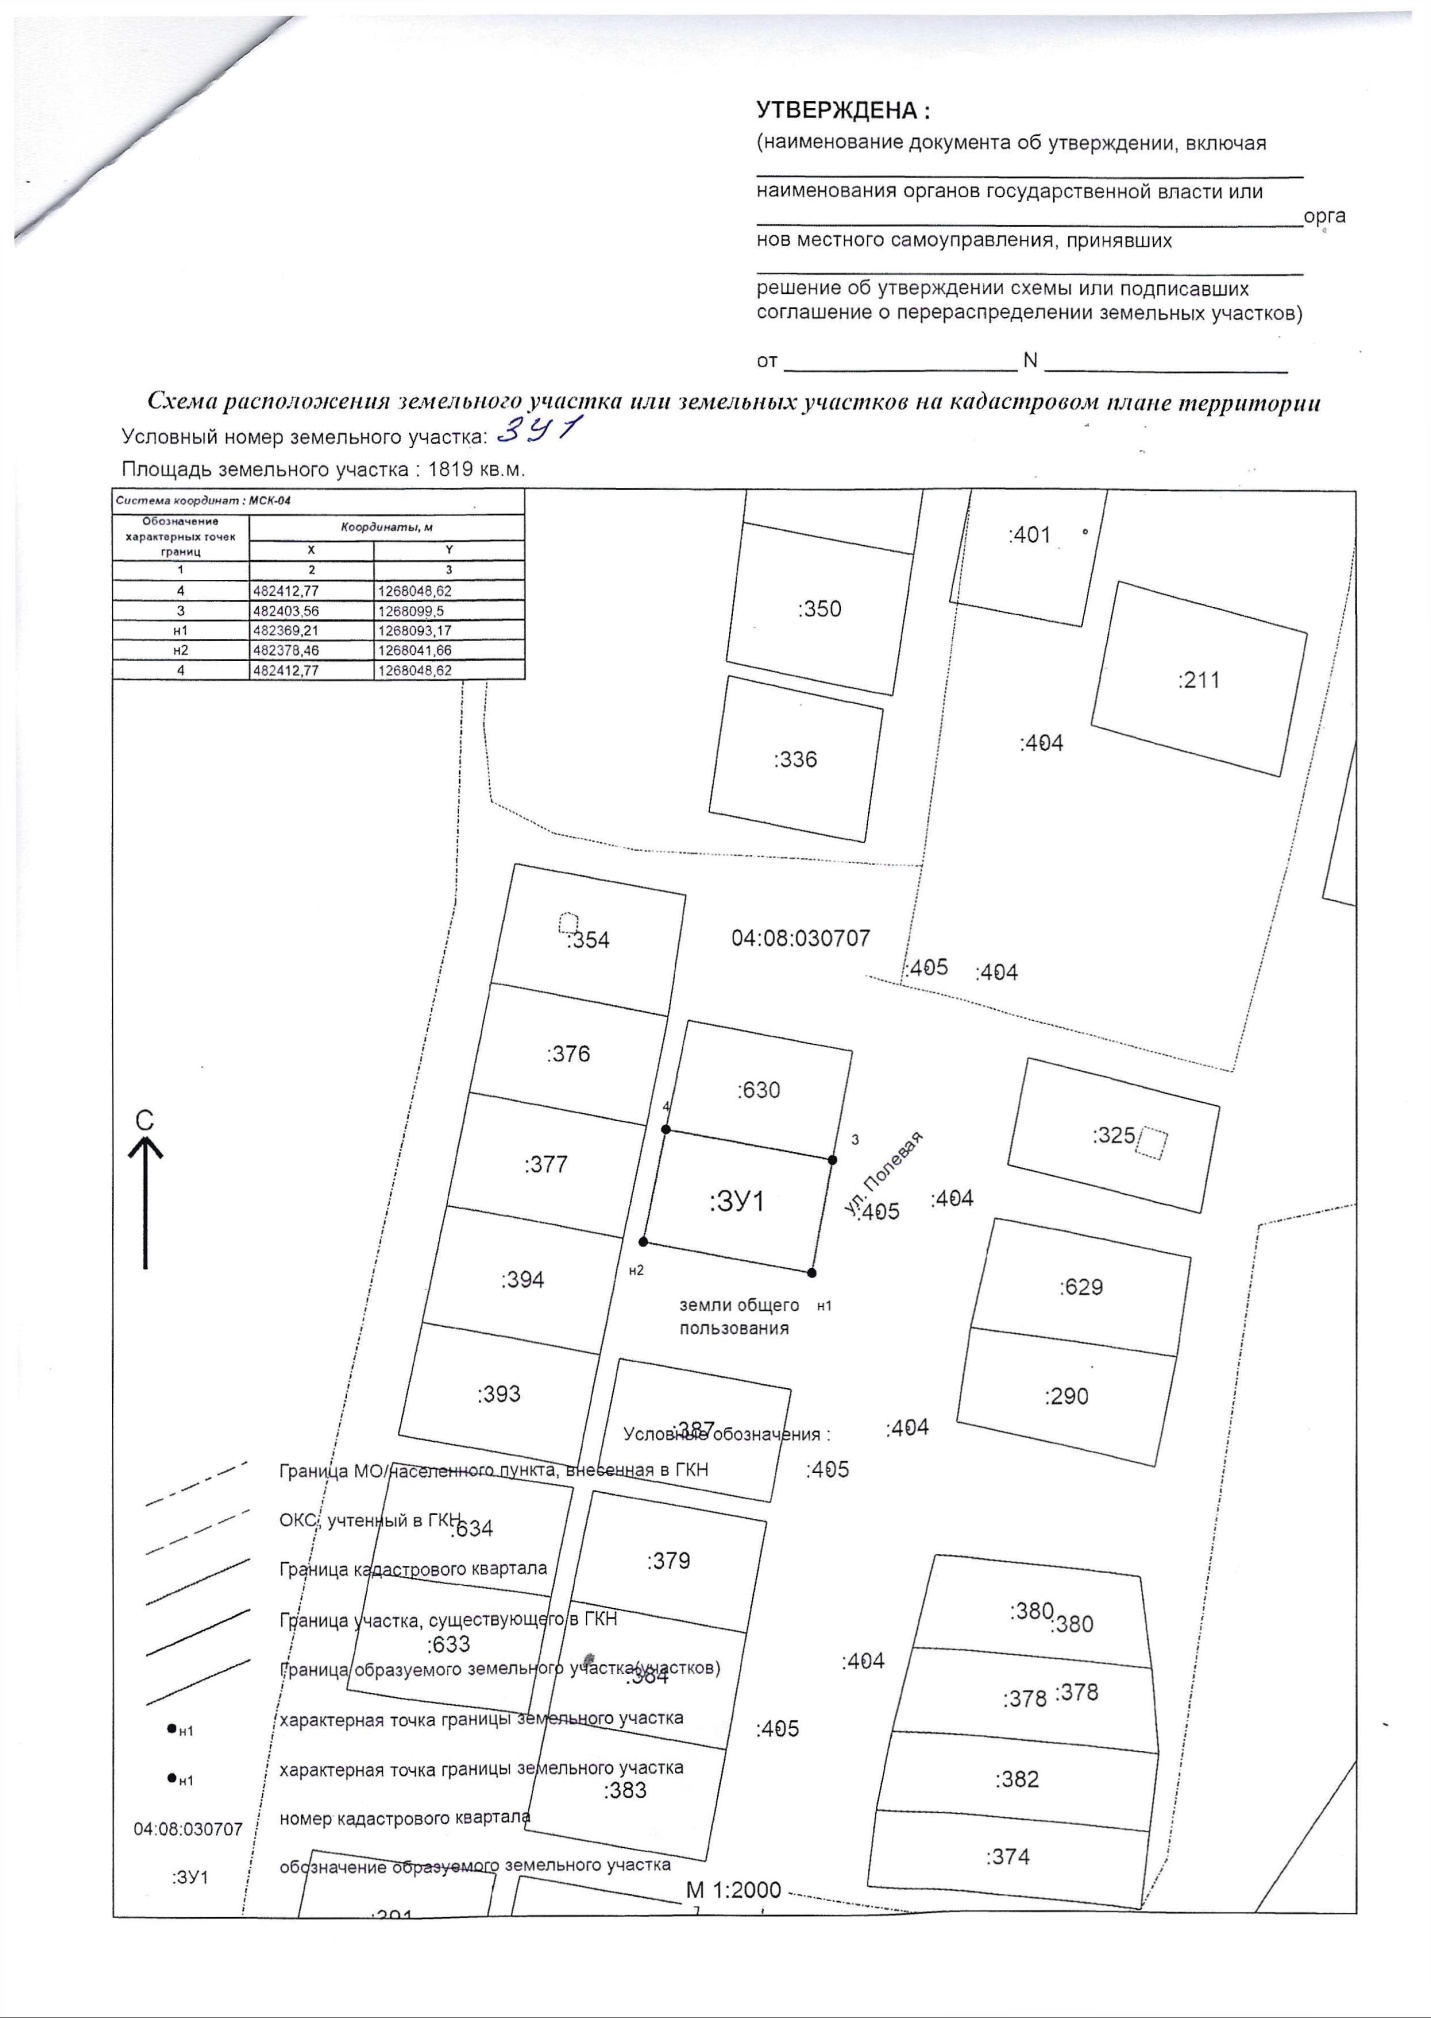 УТВЕРЖДЕНА :
(наименование документа об утверждении, включая
наименования органов государственной власти или
орга
нов местного самоуправления, принявших
решение об утверждении схемы или подписавших
соглашение о перераспределении земельных участков)
от N
Схема расположения земельного участка или земельных участков на кадастровом плане территории
Условный номер земельного участка: ЗУ1
Площадь земельного участка : 1819 кв.м.
Система координат : МСК-04
Обозначение характерных точек границ Координаты, м
X Y
1 2 3
4 482412,77 1268048,62
3 482403,56 1268099,5
н1 482369,21 1268093,17
н2 482378,46 1268041,66
4 482412,77 1268048,62
:401
:350
:211
:404
:336
:354
04:08:030707
:405 :404
:376
:630
С
4
3
:325
:377
ул. Полевая
:ЗУ1
:405 :404
н2
:394
:629
земли общего н1
пользования
:393
:290
:387
:404
Условные обозначения :
:405
Граница МО/населенного пункта, внесенная в ГКН
ОКС, учтенный в ГКН
:634
:379
Граница кадастрового квартала
:380 :380
Граница участка, существующего в ГКН
:633
:404
Граница образуемого земельного участка(участков)
:384
:378 :378
н1 характерная точка границы земельного участка
:405
н1 характерная точка границы земельного участка
:382
:383
04:08:030707 номер кадастрового квартала
:374
:ЗУ1 обозначение образуемого земельного участка
М 1:2000